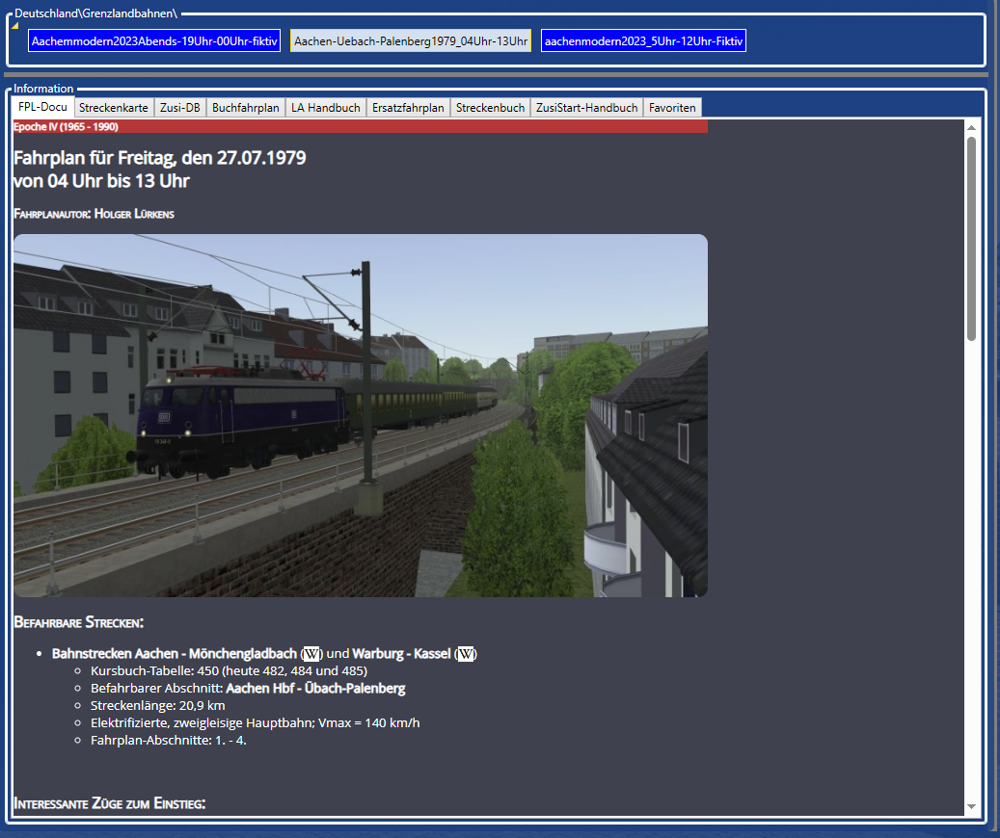 Deutschland\Grenzlandbahnen\
Aachemmodern2023Abends-19Uhr-00Uhr-fiktiv
Aachen-Uebach-Palenberg1979_04Uhr-13Uhr
aachenmodern2023_5Uhr-12Uhr-Fiktiv
Information
FPL-Docu
Streckenkarte
Zusi-DB
Buchfahrplan
LA Handbuch
Ersatzfahrplan
Streckenbuch
ZusiStart-Handbuch
Favoriten
Epoche IV (1965 - 1990)
Fahrplan für Freitag, den 27.07.1979
von 04 Uhr bis 13 Uhr
Fahrplanautor: Holger Lürkens
Befahrbare Strecken:
Bahnstrecken Aachen - Mönchengladbach (W) und Warburg - Kassel (W)
Kursbuch-Tabelle: 450 (heute 482, 484 und 485)
Befahrbarer Abschnitt: Aachen Hbf - Übach-Palenberg
Streckenlänge: 20,9 km
Elektrifizierte, zweigleisige Hauptbahn; Vmax = 140 km/h
Fahrplan-Abschnitte: 1. - 4.
Interessante Züge zum Einstieg: